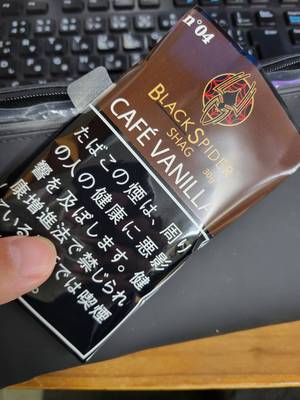 n°04
BLACK SPIDER
SHAG
30g
CAFÉ VANILLA
たばこの煙は、周り
の人の健康に悪影
響を及ぼします。健
康増進法で禁じられ
ている
では喫煙